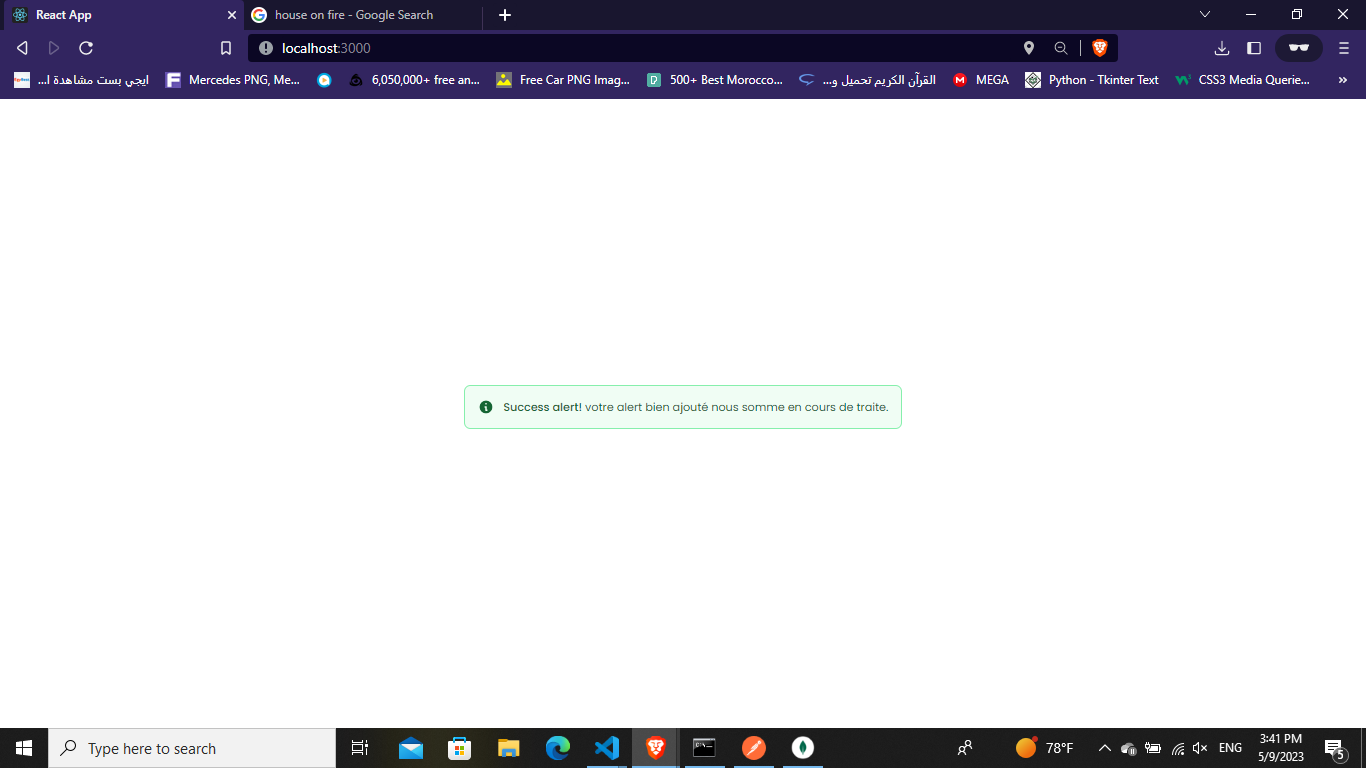 React App
house on fire - Google Search
localhost:3000
ايجي بست مشاهدة ا...
Mercedes PNG, Me...
6,050,000+ free an...
Free Car PNG Imag...
500+ Best Morocco...
القرآن الكريم تحميل و...
MEGA
Python - Tkinter Text
CSS3 Media Querie...
»
Success alert! votre alert bien ajouté nous somme en cours de traite.
Type here to search
78°F
ENG
3:41 PM
5/9/2023
5